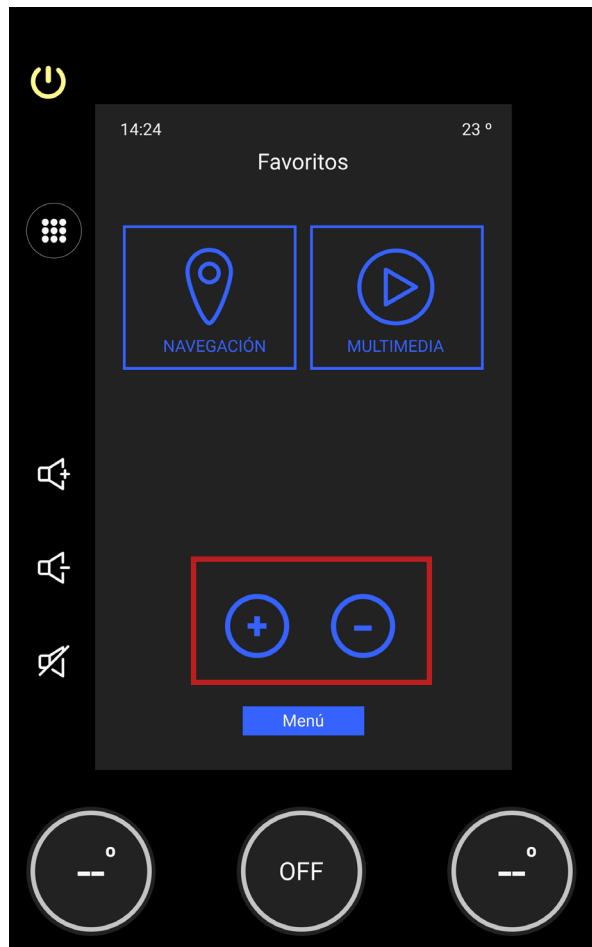 14:24 23 º
Favoritos
NAVEGACIÓN MULTIMEDIA
+ -
Menú
--º OFF --º